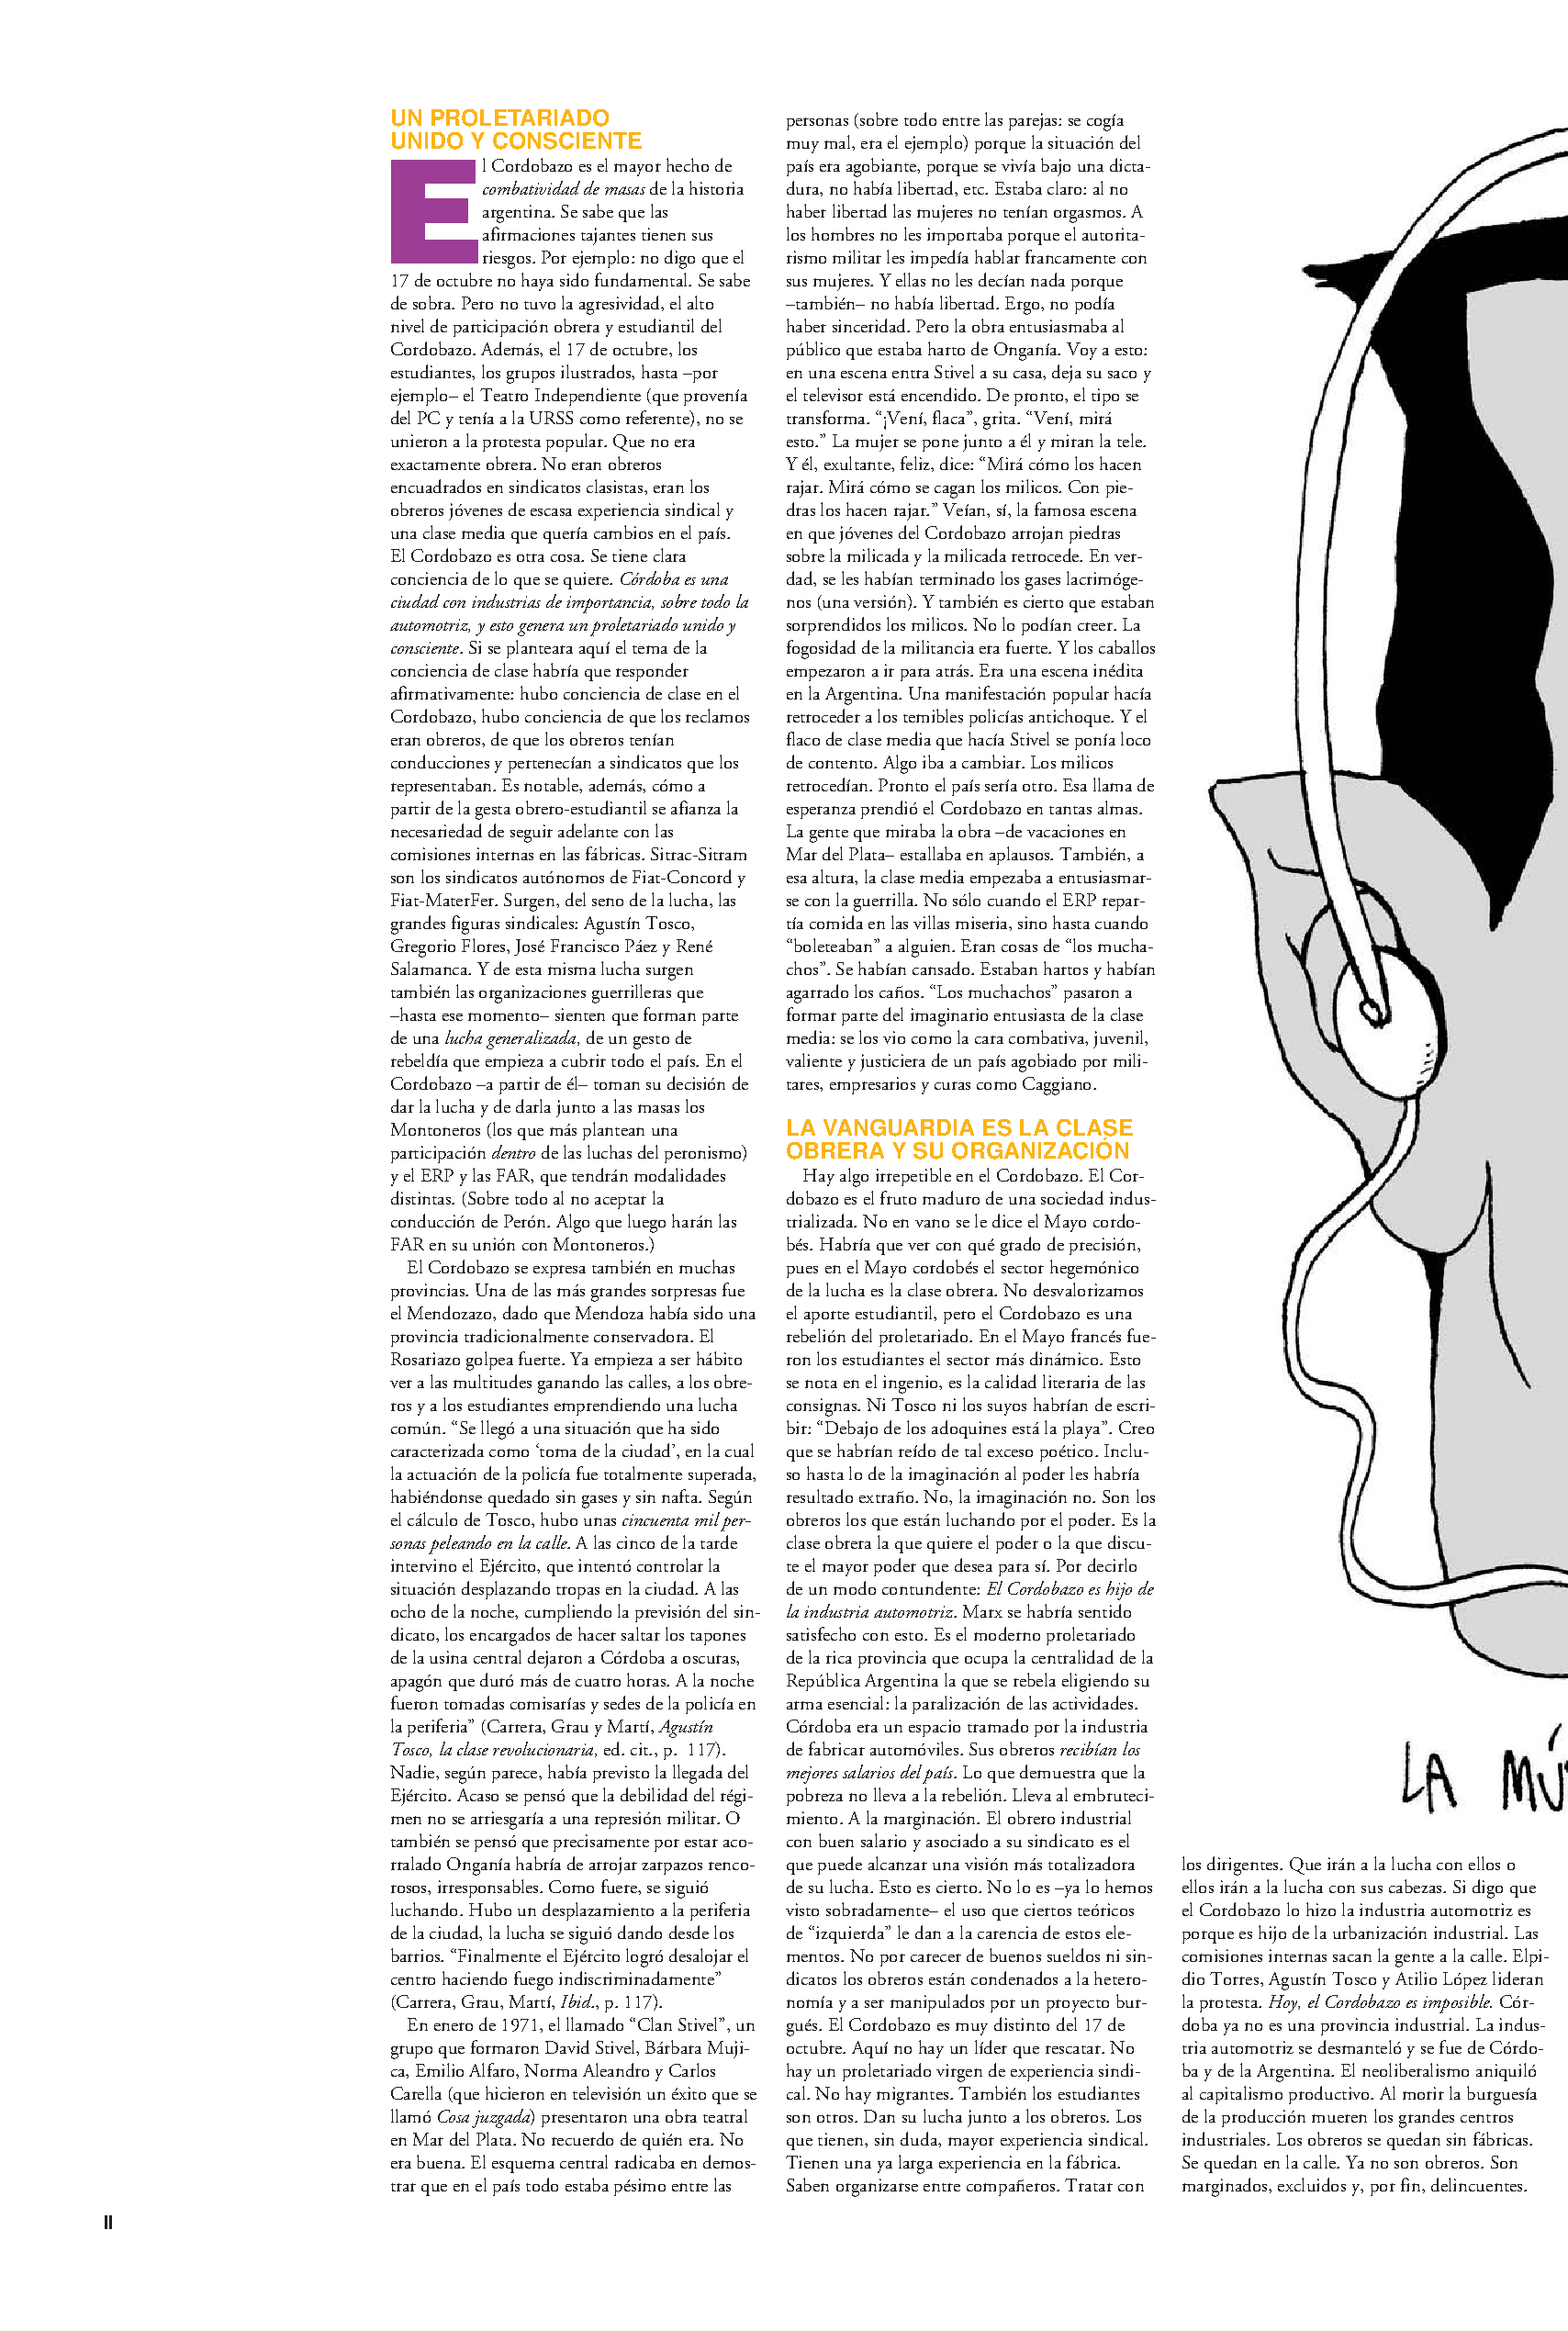 UN PROLETARIADO
UNIDO Y CONSCIENTE
El Cordobazo es el mayor hecho de
combatividad de masas de la historia
argentina. Se sabe que las
afirmaciones tajantes tienen sus
riesgos. Por ejemplo: no digo que el
17 de octubre no haya sido fundamental. Se sabe
de sobra. Pero no tuvo la agresividad, el alto
nivel de participación obrera y estudiantil del
Cordobazo. Además, el 17 de octubre, los
estudiantes, los grupos ilustrados, hasta –por
ejemplo– el Teatro Independiente (que provenía
del PC y tenía a la URSS como referente), no se
unieron a la protesta popular. Que no era
exactamente obrera. No eran obreros
encuadrados en sindicatos clasistas, eran los
obreros jóvenes de escasa experiencia sindical y
una clase media que quería cambios en el país.
El Cordobazo es otra cosa. Se tiene clara
conciencia de lo que se quiere. Córdoba es una
ciudad con industrias de importancia, sobre todo la
automotriz, y esto genera un proletariado unido y
consciente. Si se planteara aquí el tema de la
conciencia de clase habría que responder
afirmativamente: hubo conciencia de clase en el
Cordobazo, hubo conciencia de que los reclamos
eran obreros, de que los obreros tenían
conducciones y pertenecían a sindicatos que los
representaban. Es notable, además, cómo a
partir de la gesta obrero-estudiantil se afianza la
necesariedad de seguir adelante con las
comisiones internas en las fábricas. Sitrac-Sitram
son los sindicatos autónomos de Fiat-Concord y
Fiat-MaterFer. Surgen, del seno de la lucha, las
grandes figuras sindicales: Agustín Tosco,
Gregorio Flores, José Francisco Páez y René
Salamanca. Y de esta misma lucha surgen
también las organizaciones guerrilleras que
–hasta ese momento– sienten que forman parte
de una lucha generalizada, de un gesto de
rebeldía que empieza a cubrir todo el país. En el
Cordobazo –a partir de él– toman su decisión de
dar la lucha y de darla junto a las masas los
Montoneros (los que más plantean una
participación dentro de las luchas del peronismo)
y el ERP y las FAR, que tendrán modalidades
distintas. (Sobre todo al no aceptar la
conducción de Perón. Algo que luego harán las
FAR en su unión con Montoneros.)
El Cordobazo se expresa también en muchas
provincias. Una de las más grandes sorpresas fue
el Mendozazo, dado que Mendoza había sido una
provincia tradicionalmente conservadora. El
Rosariazo golpea fuerte. Ya empieza a ser hábito
ver a las multitudes ganando las calles, a los obre-
ros y a los estudiantes emprendiendo una lucha
común. “Se llegó a una situación que ha sido
caracterizada como ‘toma de la ciudad’, en la cual
la actuación de la policía fue totalmente superada,
habiéndonse quedado sin gases y sin nafta. Según
el cálculo de Tosco, hubo unas cincuenta mil per-
sonas peleando en la calle. A las cinco de la tarde
intervino el Ejército, que intentó controlar la
situación desplazando tropas en la ciudad. A las
ocho de la noche, cumpliendo la previsión del sin-
dicato, los encargados de hacer saltar los tapones
de la usina central dejaron a Córdoba a oscuras,
apagón que duró más de cuatro horas. A la noche
fueron tomadas comisarías y sedes de la policía en
la periferia” (Carrera, Grau y Martí, Agustín
Tosco, la clase revolucionaria, ed. cit., p. 117).
Nadie, según parece, había previsto la llegada del
Ejército. Acaso se pensó que la debilidad del régi-
men no se arriesgaría a una represión militar. O
también se pensó que precisamente por estar aco-
rralado Onganía habría de arrojar zarpazos renco-
rosos, irresponsables. Como fuere, se siguió
luchando. Hubo un desplazamiento a la periferia
de la ciudad, la lucha se siguió dando desde los
barrios. “Finalmente el Ejército logró desalojar el
centro haciendo fuego indiscriminadamente”
(Carrera, Grau, Martí, Ibid., p. 117).
En enero de 1971, el llamado “Clan Stivel”, un
grupo que formaron David Stivel, Bárbara Muji-
ca, Emilio Alfaro, Norma Aleandro y Carlos
Carella (que hicieron en televisión un éxito que se
llamó Cosa juzgada) presentaron una obra teatral
en Mar del Plata. No recuerdo de quién era. No
era buena. El esquema central radicaba en demos-
trar que en el país todo estaba pésimo entre las
personas (sobre todo entre las parejas: se cogía
muy mal, era el ejemplo) porque la situación del
país era agobiante, porque se vivía bajo una dicta-
dura, no había libertad, etc. Estaba claro: al no
haber libertad las mujeres no tenían orgasmos. A
los hombres no les importaba porque el autorita-
rismo militar les impedía hablar francamente con
sus mujeres. Y ellas no les decían nada porque
–también– no había libertad. Ergo, no podía
haber sinceridad. Pero la obra entusiasmaba al
público que estaba harto de Onganía. Voy a esto:
en una escena entra Stivel a su casa, deja su saco y
el televisor está encendido. De pronto, el tipo se
transforma. “¡Vení, flaca”, grita. “Vení, mirá
esto.” La mujer se pone junto a él y miran la tele.
Y él, exultante, feliz, dice: “Mirá cómo los hacen
rajar. Mirá cómo se cagan los milicos. Con pie-
dras los hacen rajar.” Veían, sí, la famosa escena
en que jóvenes del Cordobazo arrojan piedras
sobre la milicada y la milicada retrocede. En ver-
dad, se les habían terminado los gases lacrimóge-
nos (una versión). Y también es cierto que estaban
sorprendidos los milicos. No lo podían creer. La
fogosidad de la militancia era fuerte. Y los caballos
empezaron a ir para atrás. Era una escena inédita
en la Argentina. Una manifestación popular hacía
retroceder a los temibles policías antichoque. Y el
flaco de clase media que hacía Stivel se ponía loco
de contento. Algo iba a cambiar. Los milicos
retrocedían. Pronto el país sería otro. Esa llama de
esperanza prendió el Cordobazo en tantas almas.
La gente que miraba la obra –de vacaciones en
Mar del Plata– estallaba en aplausos. También, a
esa altura, la clase media empezaba a entusiasmar-
se con la guerrilla. No sólo cuando el ERP repar-
tía comida en las villas miseria, sino hasta cuando
“boleteaban” a alguien. Eran cosas de “los mucha-
chos”. Se habían cansado. Estaban hartos y habían
agarrado los caños. “Los muchachos” pasaron a
formar parte del imaginario entusiasta de la clase
media: se los vio como la cara combativa, juvenil,
valiente y justiciera de un país agobiado por mili-
tares, empresarios y curas como Caggiano.
LA VANGUARDIA ES LA CLASE
OBRERA Y SU ORGANIZACIÓN
Hay algo irrepetible en el Cordobazo. El Cor-
dobazo es el fruto maduro de una sociedad indus-
trializada. No en vano se le dice el Mayo cordo-
bés. Habría que ver con qué grado de precisión,
pues en el Mayo cordobés el sector hegemónico
de la lucha es la clase obrera. No desvalorizamos
el aporte estudiantil, pero el Cordobazo es una
rebelión del proletariado. En el Mayo francés fue-
ron los estudiantes el sector más dinámico. Esto
se nota en el ingenio, es la calidad literaria de las
consignas. Ni Tosco ni los suyos habrían de escri-
bir: “Debajo de los adoquines está la playa”. Creo
que se habrían reído de tal exceso poético. Inclu-
so hasta lo de la imaginación al poder les habría
resultado extraño. No, la imaginación no. Son los
obreros los que están luchando por el poder. Es la
clase obrera la que quiere el poder o la que discu-
te el mayor poder que desea para sí. Por decirlo
de un modo contundente: El Cordobazo es hijo de
la industria automotriz. Marx se habría sentido
satisfecho con esto. Es el moderno proletariado
de la rica provincia que ocupa la centralidad de la
República Argentina la que se rebela eligiendo su
arma esencial: la paralización de las actividades.
Córdoba era un espacio tramado por la industria
de fabricar automóviles. Sus obreros recibían los
mejores salarios del país. Lo que demuestra que la
pobreza no lleva a la rebelión. Lleva al embruteci-
miento. A la marginación. El obrero industrial
con buen salario y asociado a su sindicato es el
que puede alcanzar una visión más totalizadora
de su lucha. Esto es cierto. No lo es –ya lo hemos
visto sobradamente– el uso que ciertos teóricos
de “izquierda” le dan a la carencia de estos ele-
mentos. No por carecer de buenos sueldos ni sin-
dicatos los obreros están condenados a la hetero-
nomía y a ser manipulados por un proyecto bur-
gués. El Cordobazo es muy distinto del 17 de
octubre. Aquí no hay un líder que rescatar. No
hay un proletariado virgen de experiencia sindi-
cal. No hay migrantes. También los estudiantes
son otros. Dan su lucha junto a los obreros. Los
que tienen, sin duda, mayor experiencia sindical.
Tienen una ya larga experiencia en la fábrica.
Saben organizarse entre compañeros. Tratar con
LA MÚ
los dirigentes. Que irán a la lucha con ellos o
ellos irán a la lucha con sus cabezas. Si digo que
el Cordobazo lo hizo la industria automotriz es
porque es hijo de la urbanización industrial. Las
comisiones internas sacan la gente a la calle. Elpi-
dio Torres, Agustín Tosco y Atilio López lideran
la protesta. Hoy, el Cordobazo es imposible. Cór-
doba ya no es una provincia industrial. La indus-
tria automotriz se desmanteló y se fue de Córdo-
ba y de la Argentina. El neoliberalismo aniquiló
al capitalismo productivo. Al morir la burguesía
de la producción mueren los grandes centros
industriales. Los obreros se quedan sin fábricas.
Se quedan en la calle. Ya no son obreros. Son
marginados, excluidos y, por fin, delincuentes.
II